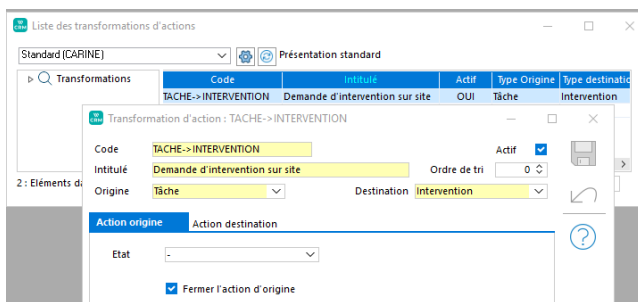 Liste des transformations d'actions
Standard (CARINE)
Présentation standard
Transformations
Code Intitulé Actif Type Origine Type destinatio
TACHE->INTERVENTION Demande d'intervention sur site OUI Tâche Intervention
Transformation d'action : TACHE->INTERVENTION
Code TACHE->INTERVENTION Actif
Intitulé Demande d'intervention sur site Ordre de tri 0
Origine Tâche Destination Intervention
2 : Eléments da
Action origine Action destination
Etat -
Fermer l'action d'origine